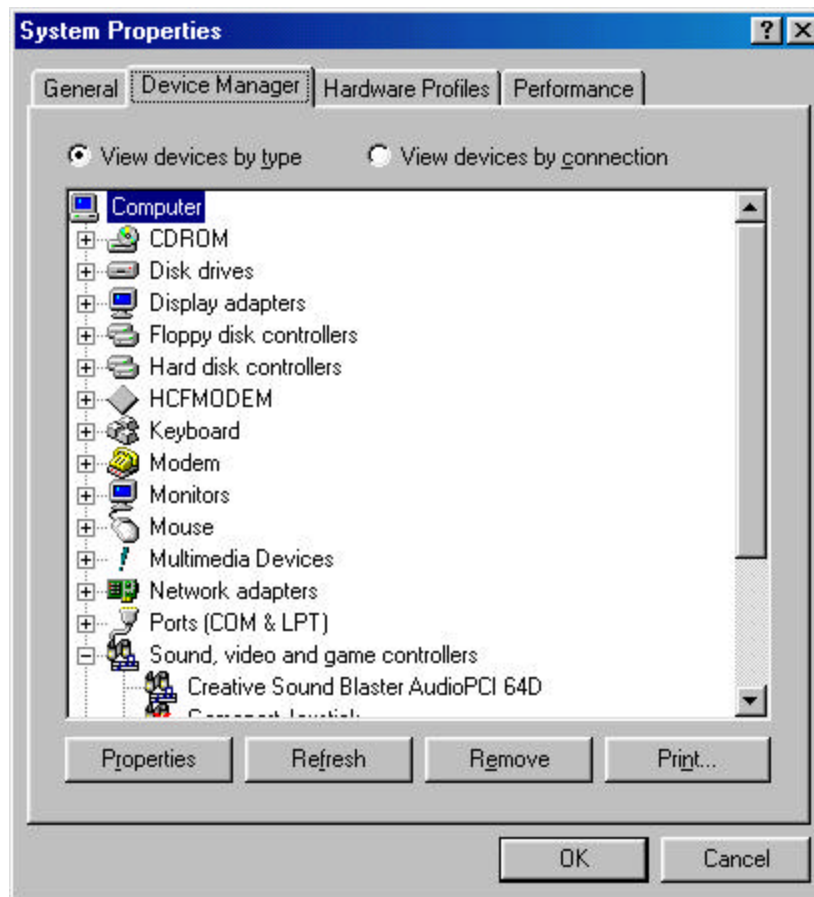 System Properties
General Device Manager Hardware Profiles Performance
View devices by type View devices by connection
Computer
CDROM
Disk drives
Display adapters
Floppy disk controllers
Hard disk controllers
HCFMODEM
Keyboard
Modem
Monitors
Mouse
Multimedia Devices
Network adapters
Ports (COM & LPT)
Sound, video and game controllers
Creative Sound Blaster AudioPCI 64D
Gameport Joystick
Properties Refresh Remove Print...
OK Cancel